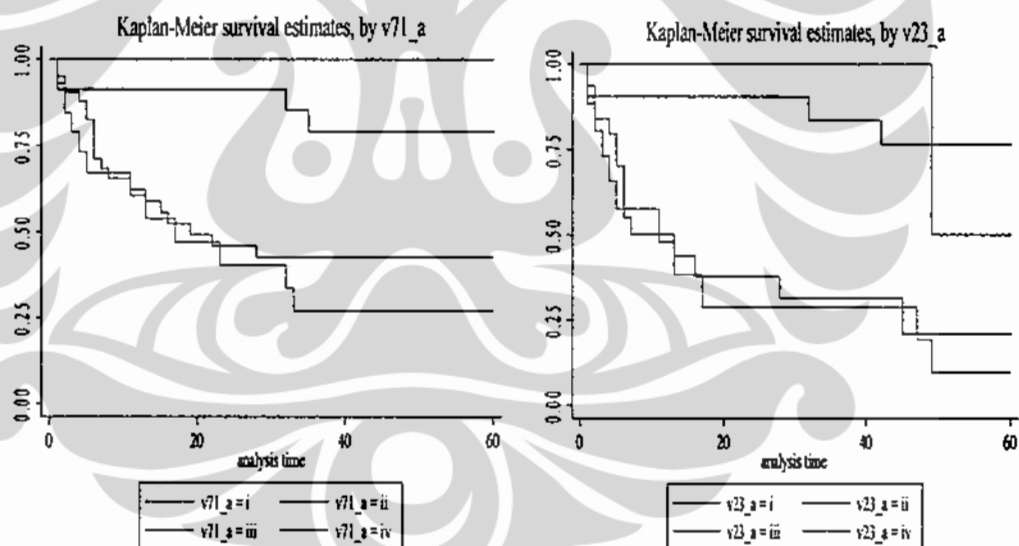 Kaplan-Meier survival estimates, by v71_a
1.00
0.75
0.50
0.25
0.00
0 20 40 60
analysis time
v71_a = i v71_a = ii
v71_a = iii v71_a = iv
Kaplan-Meier survival estimates, by v23_a
1.00
0.75
0.50
0.25
0.00
0 20 40 60
analysis time
v23_a = i v23_a = ii
v23_a = iii v23_a = iv